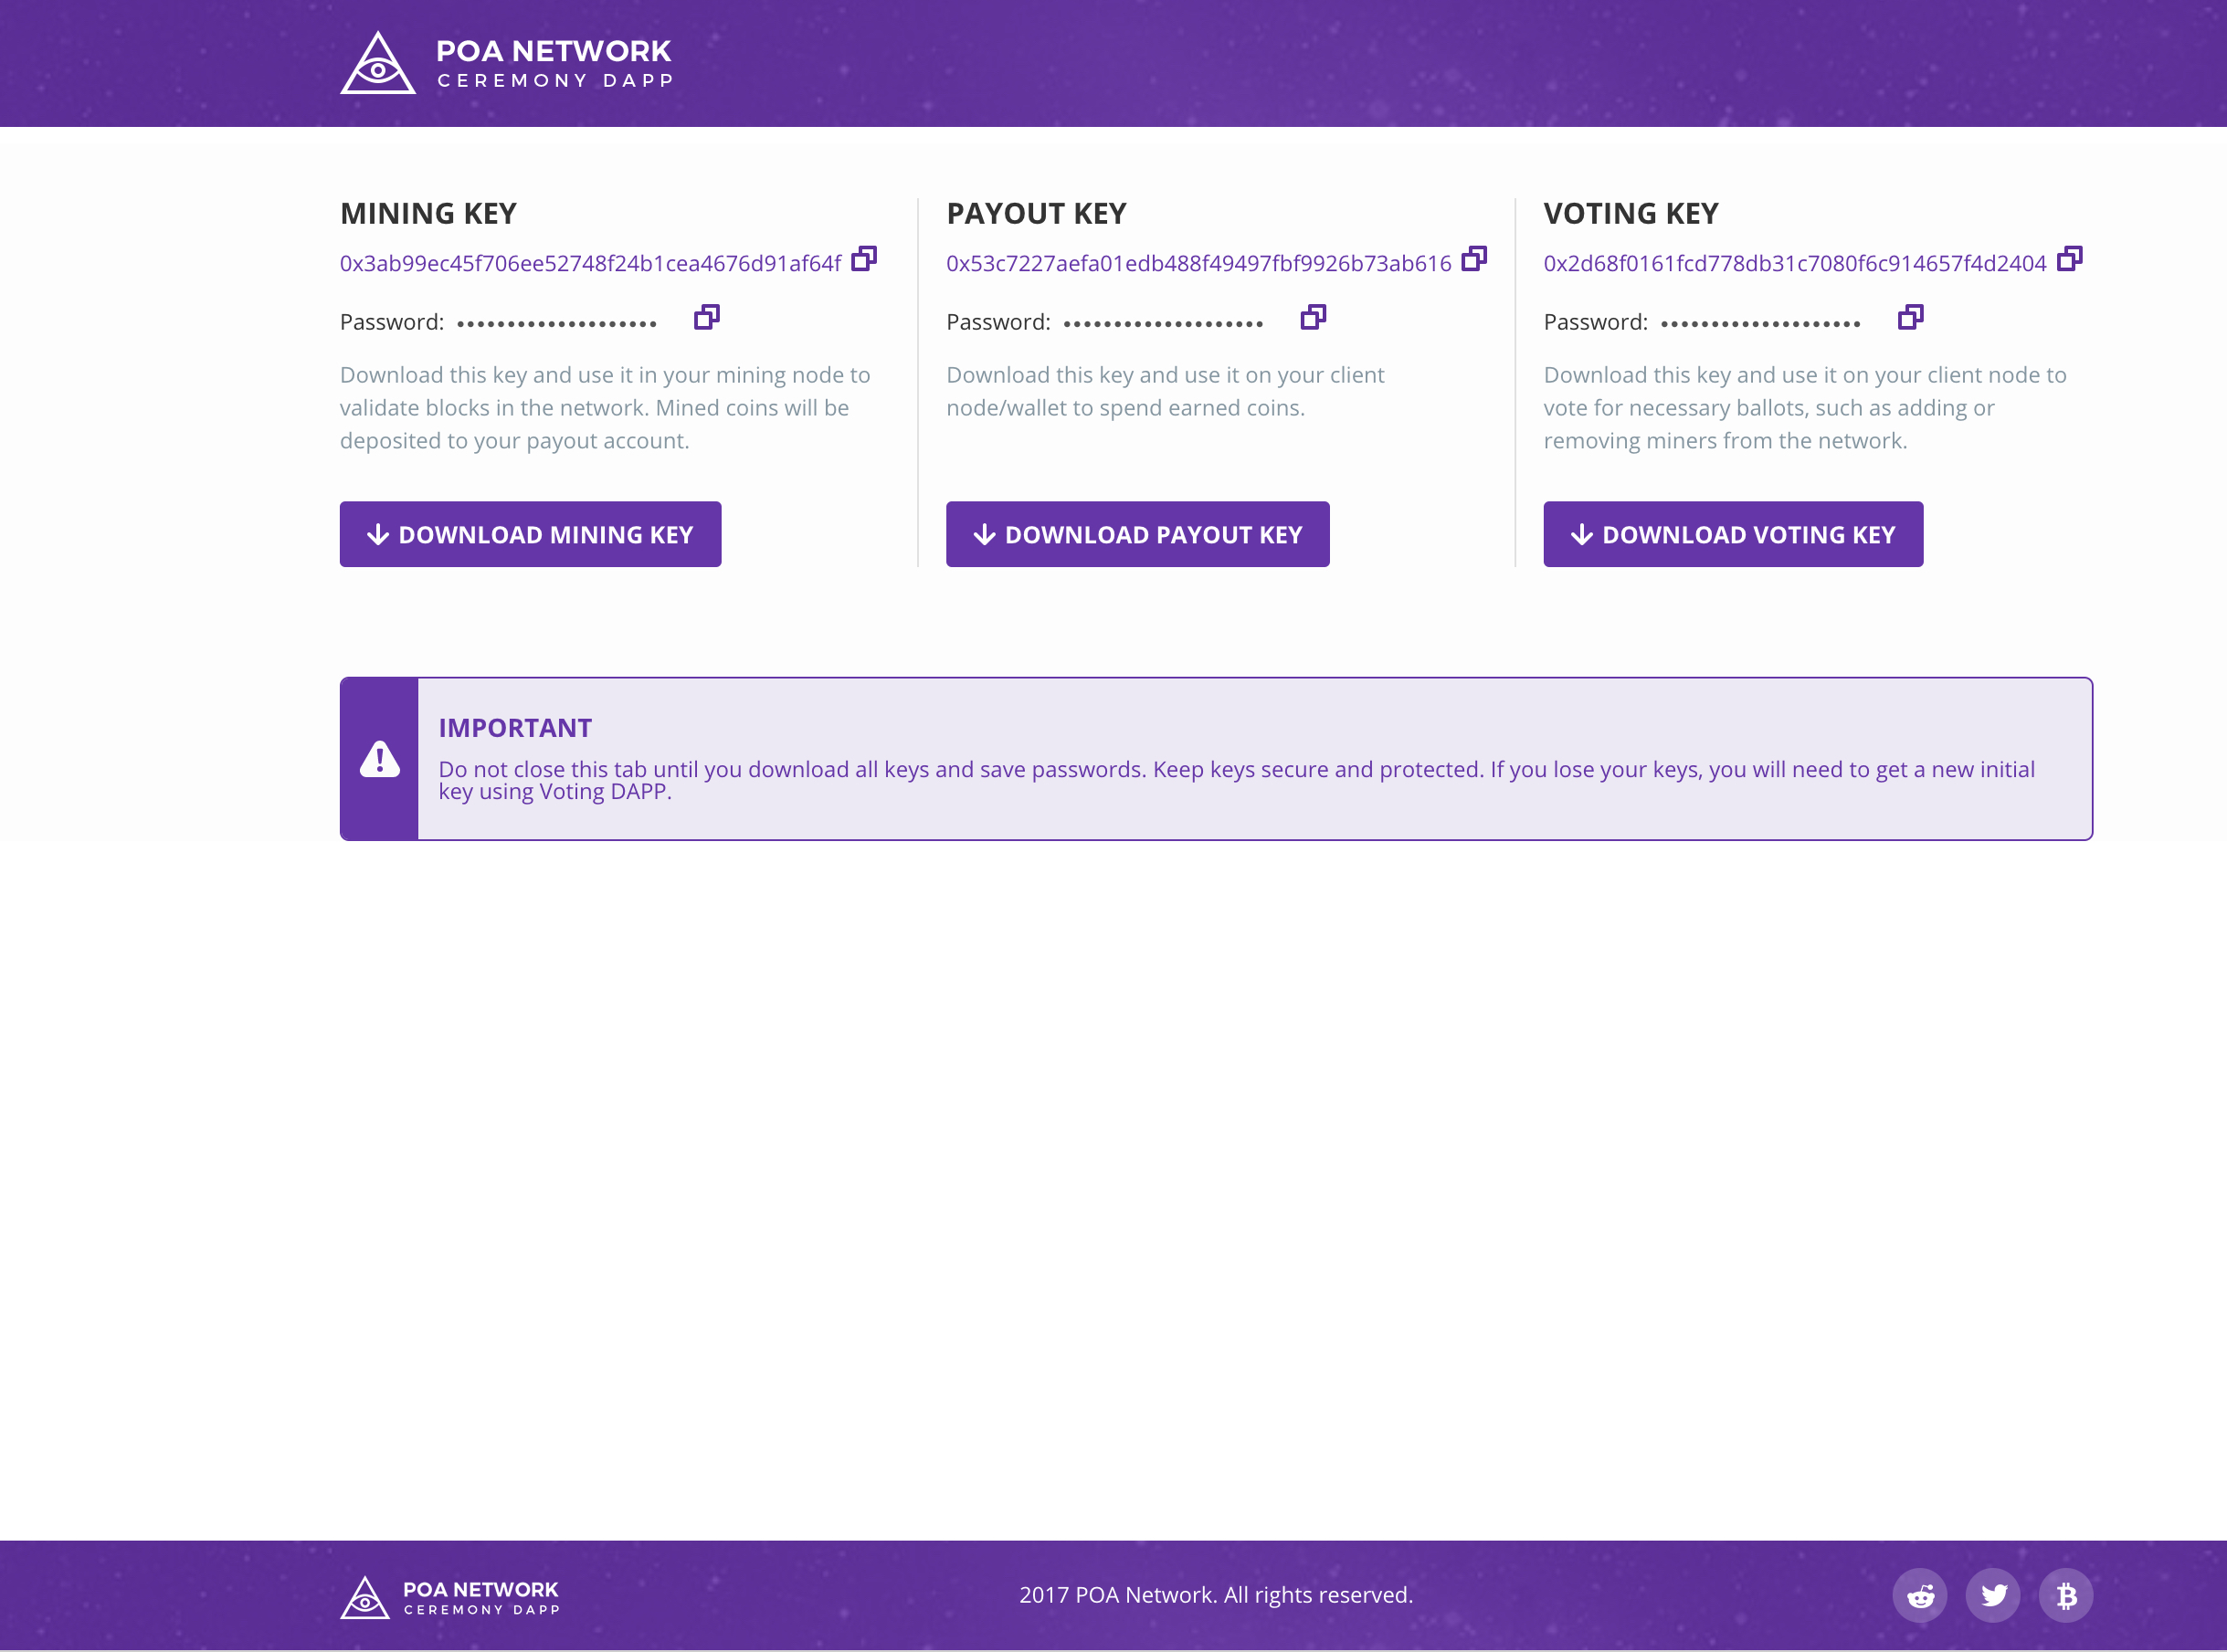 POA NETWORK
CEREMONY DAPP
MINING KEY
0x3ab99ec45f706ee52748f24b1cea4676d91af64f
Password: ••••••••••••••••••••
Download this key and use it in your mining node to
validate blocks in the network. Mined coins will be
deposited to your payout account.
DOWNLOAD MINING KEY
PAYOUT KEY
0x53c7227aefa01edb488f49497fbf9926b73ab616
Password: ••••••••••••••••••••
Download this key and use it on your client
node/wallet to spend earned coins.
DOWNLOAD PAYOUT KEY
VOTING KEY
0x2d68f0161fcd778db31c7080f6c914657f4d2404
Password: ••••••••••••••••••••
Download this key and use it on your client node to
vote for necessary ballots, such as adding or
removing miners from the network.
DOWNLOAD VOTING KEY
IMPORTANT
Do not close this tab until you download all keys and save passwords. Keep keys secure and protected. If you lose your keys, you will need to get a new initial
key using Voting DAPP.
POA NETWORK
CEREMONY DAPP
2017 POA Network. All rights reserved.